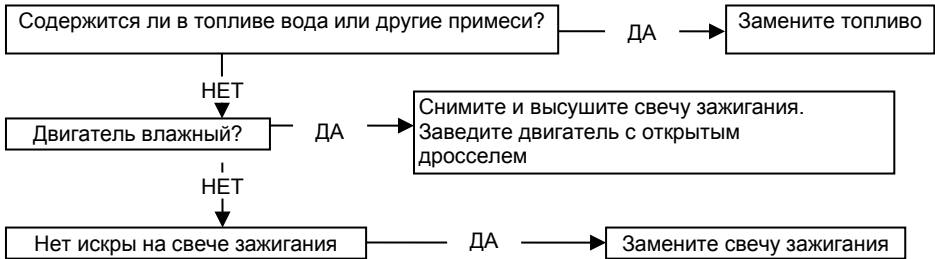 Содержится ли в топливе вода или другие примеси?
ДА
Замените топливо
НЕТ
Двигатель влажный?
ДА
Снимите и высушите свечу зажигания.
Заведите двигатель с открытым
дросселем
НЕТ
Нет искры на свече зажигания
ДА
Замените свечу зажигания